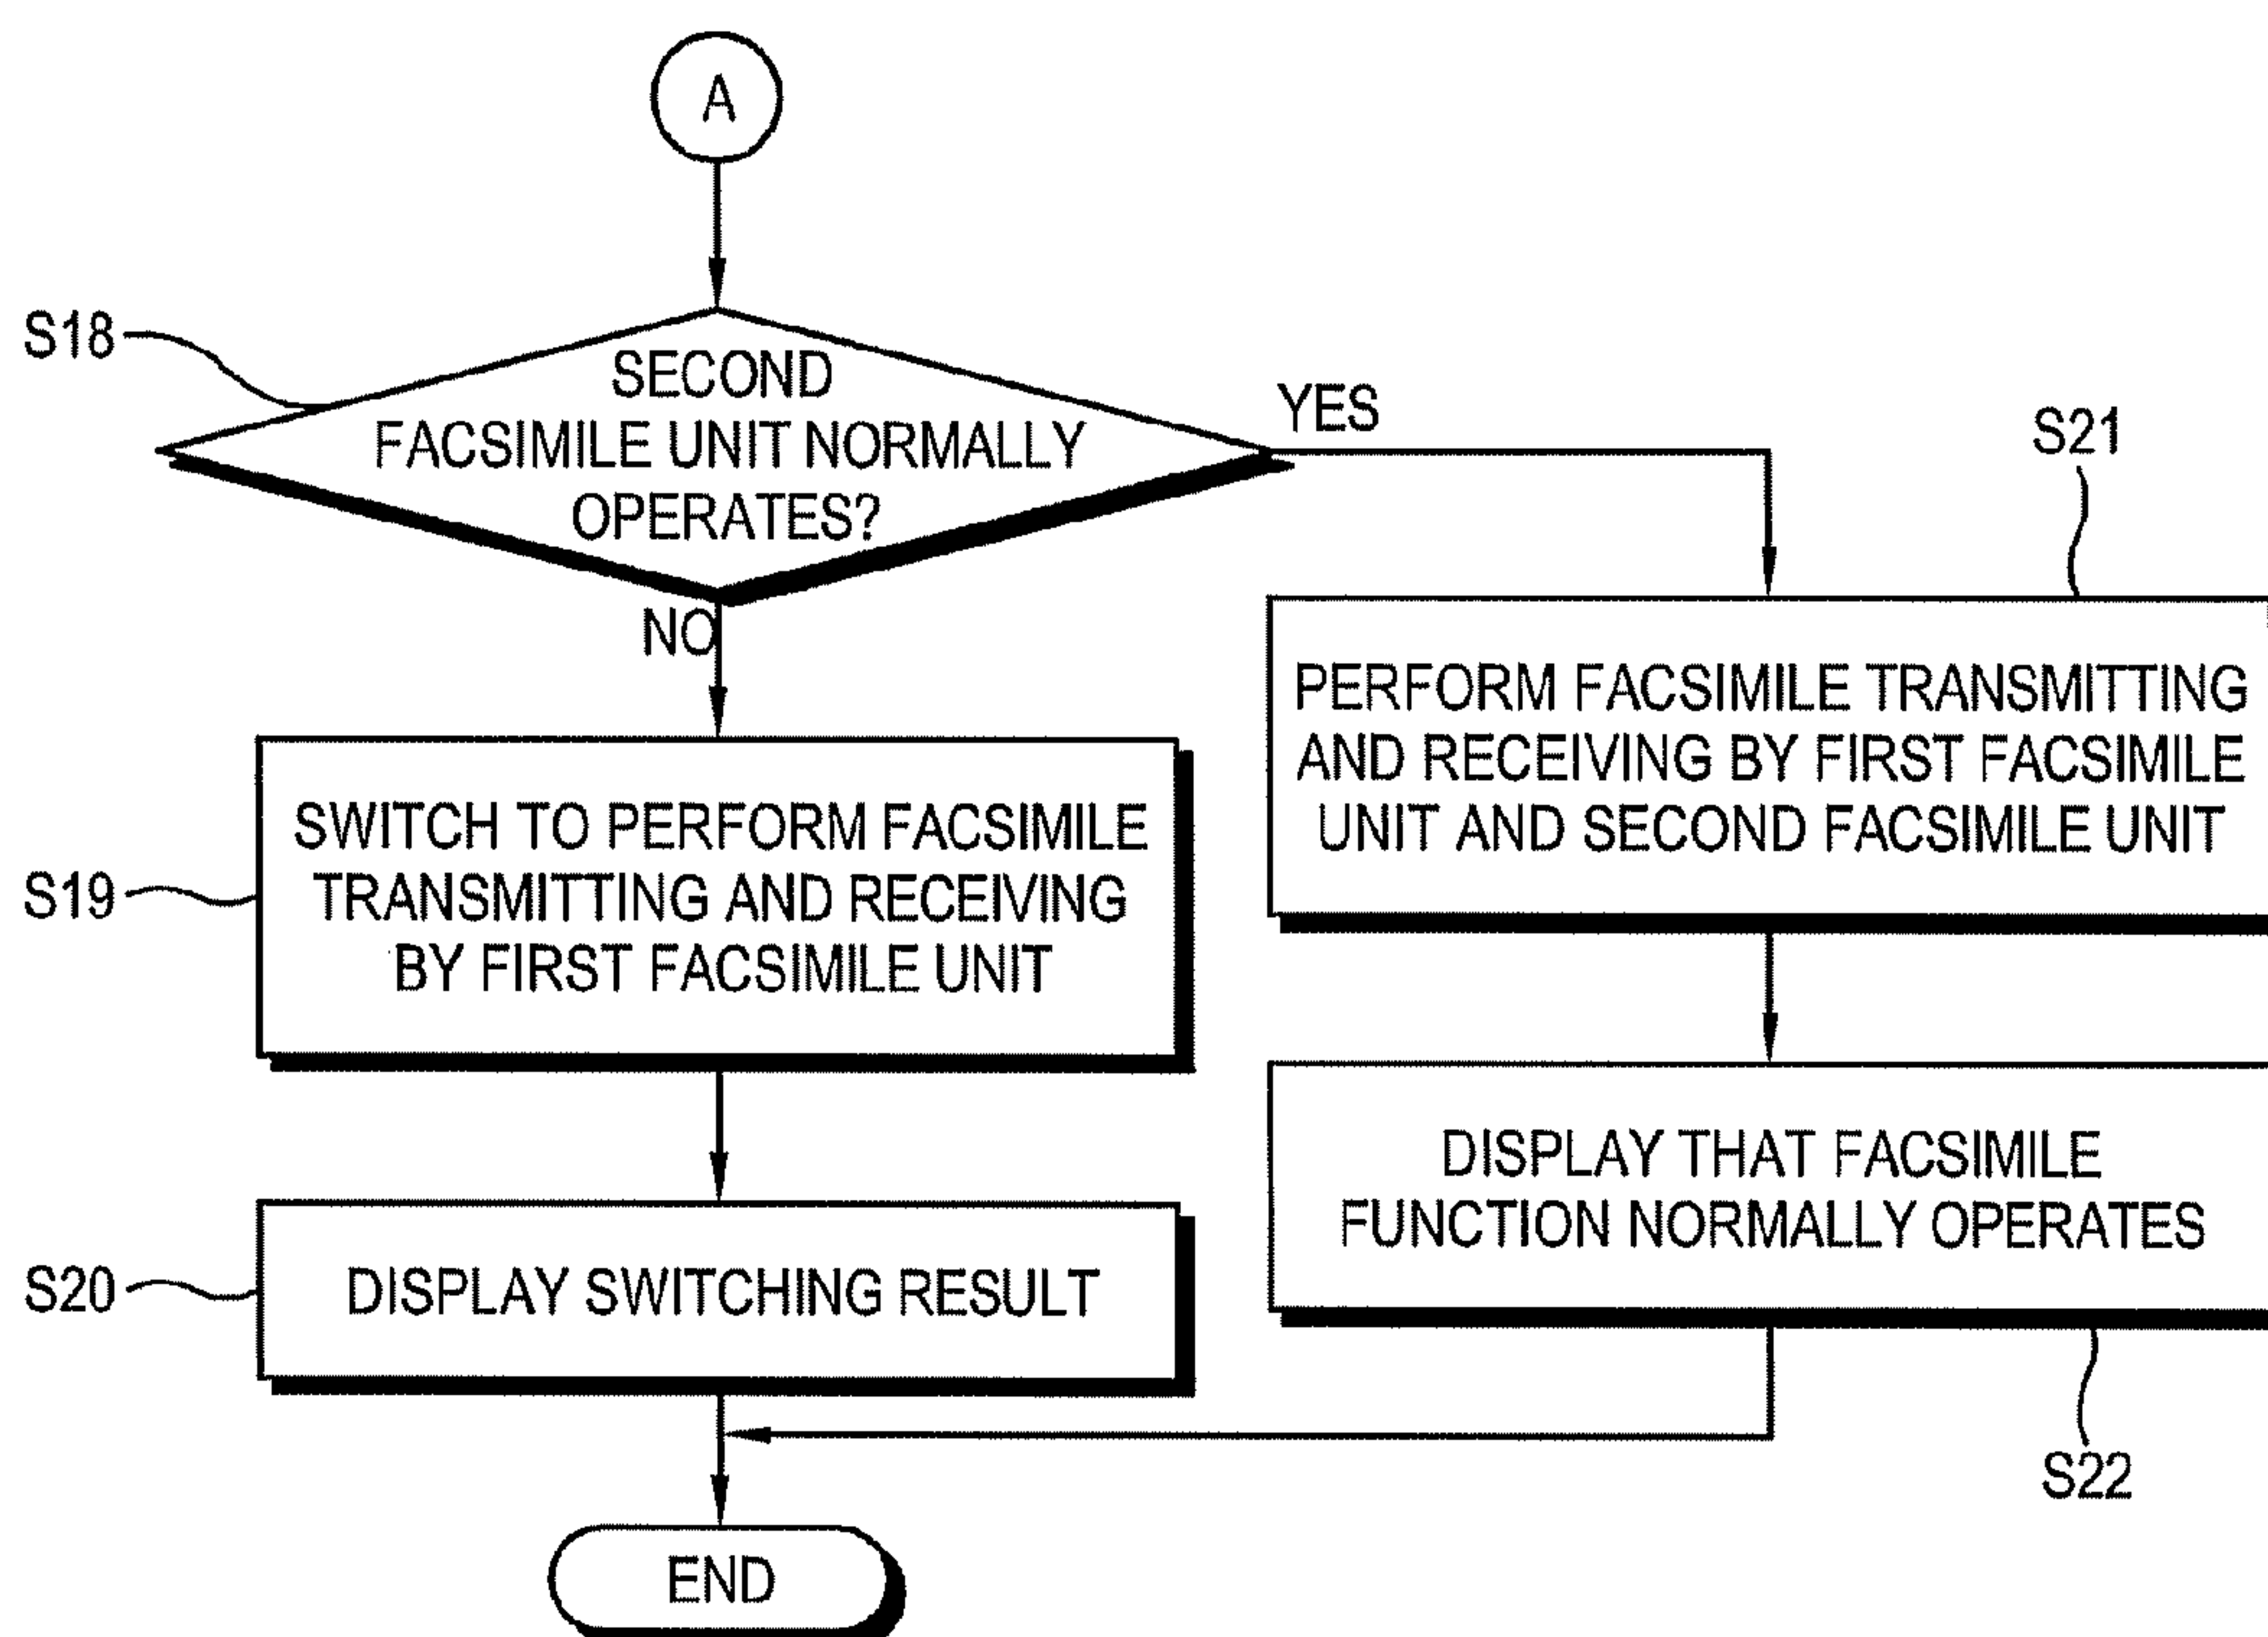 A
S18
SECOND
FACSIMILE UNIT NORMALLY
OPERATES?
YES
NO
S21
PERFORM FACSIMILE TRANSMITTING
AND RECEIVING BY FIRST FACSIMILE
UNIT AND SECOND FACSIMILE UNIT
S19
SWITCH TO PERFORM FACSIMILE
TRANSMITTING AND RECEIVING
BY FIRST FACSIMILE UNIT
DISPLAY THAT FACSIMILE
FUNCTION NORMALLY OPERATES
S20
DISPLAY SWITCHING RESULT
S22
END